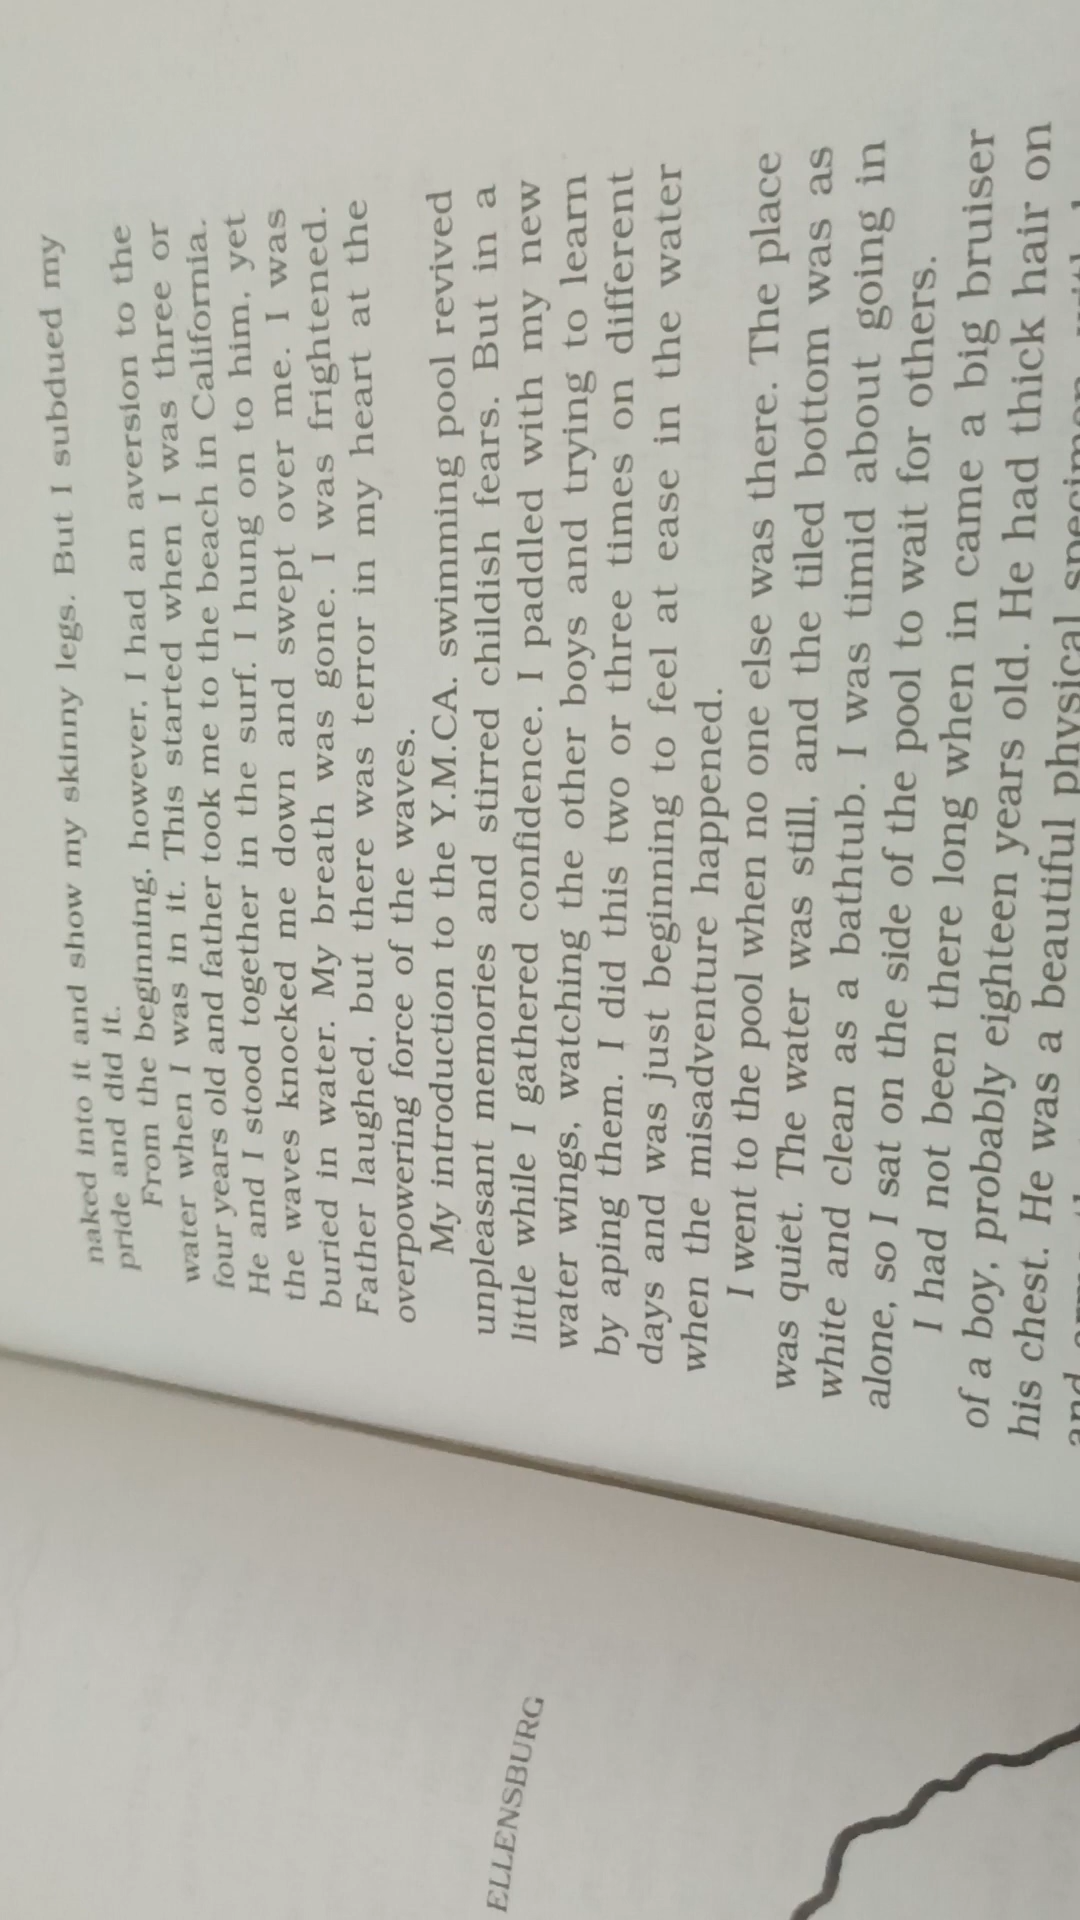 naked into it and show my skinny legs. But I subdued my
pride and did it.
From the beginning, however, I had an aversion to the
water when I was in it. This started when I was three or
four years old and father took me to the beach in California.
He and I stood together in the surf. I hung on to him, yet
the waves knocked me down and swept over me. I was
buried in water. My breath was gone. I was frightened.
Father laughed, but there was terror in my heart at the
overpowering force of the waves.
My introduction to the Y.M.CA. swimming pool revived
unpleasant memories and stirred childish fears. But in a
little while I gathered confidence. I paddled with my new
water wings, watching the other boys and trying to learn
by aping them. I did this two or three times on different
days and was just beginning to feel at ease in the water
when the misadventure happened.
I went to the pool when no one else was there. The place
was quiet. The water was still, and the tiled bottom was as
white and clean as a bathtub. I was timid about going in
alone, so I sat on the side of the pool to wait for others.
I had not been there long when in came a big bruiser
of a boy, probably eighteen years old. He had thick hair on
his chest. He was a beautiful physical specimen, with
and
ELLENSBURG